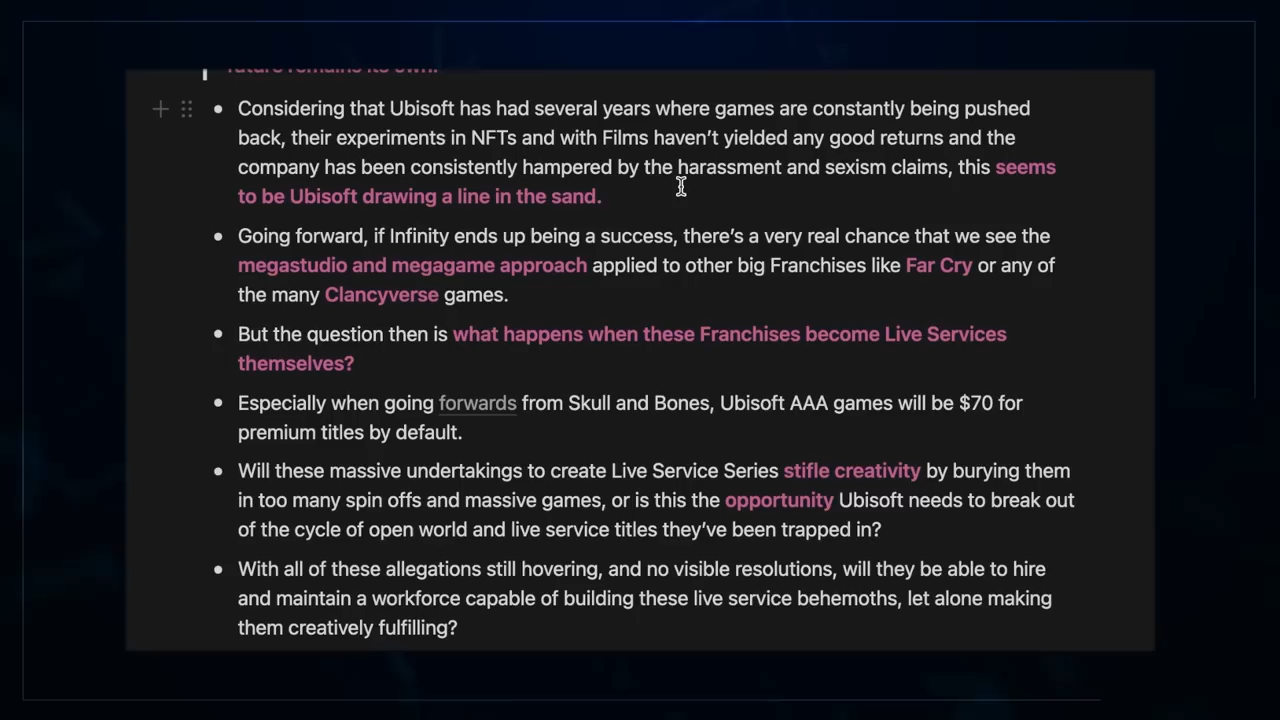 future remains its own.
Considering that Ubisoft has had several years where games are constantly being pushed
back, their experiments in NFTs and with Films haven't yielded any good returns and the
company has been consistently hampered by the harassment and sexism claims, this seems
to be Ubisoft drawing a line in the sand.
Going forward, if Infinity ends up being a success, there's a very real chance that we see the
megastudio and megagame approach applied to other big Franchises like Far Cry or any of
the many Clancyverse games.
But the question then is what happens when these Franchises become Live Services
themselves?
Especially when going forwards from Skull and Bones, Ubisoft AAA games will be $70 for
premium titles by default.
Will these massive undertakings to create Live Service Series stifle creativity by burying them
in too many spin offs and massive games, or is this the opportunity Ubisoft needs to break out
of the cycle of open world and live service titles they've been trapped in?
With all of these allegations still hovering, and no visible resolutions, will they be able to hire
and maintain a workforce capable of building these live service behemoths, let alone making
them creatively fulfilling?